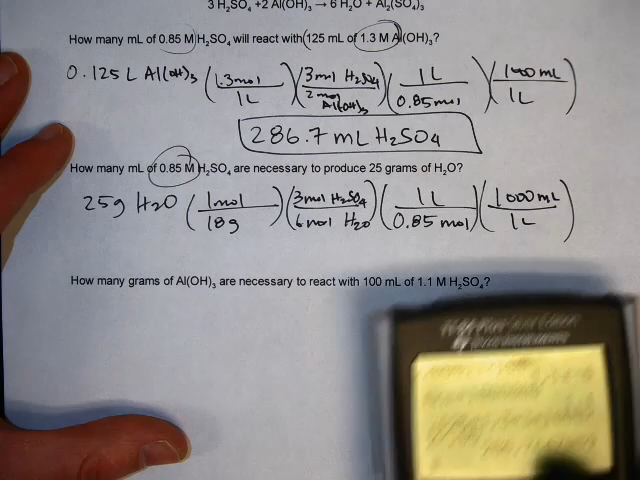 3 H₂SO₄ +2 Al(OH)₃ → 6 H₂O + Al₂(SO₄)₃
How many mL of 0.85 M H₂SO₄ will react with 125 mL of 1.3 M Al(OH)₃?
0.125 L Al(OH)₃ (1.3 mol / 1L) (3 mol H₂SO₄ / 2 mol Al(OH)₃) (1L / 0.85 mol) (1000 mL / 1L)
286.7 mL H₂SO₄
How many mL of 0.85 M H₂SO₄ are necessary to produce 25 grams of H₂O?
25g H₂O (1 mol / 18g) (3 mol H₂SO₄ / 6 mol H₂O) (1L / 0.85 mol) (1000 mL / 1L)
How many grams of Al(OH)₃ are necessary to react with 100 mL of 1.1 M H₂SO₄?